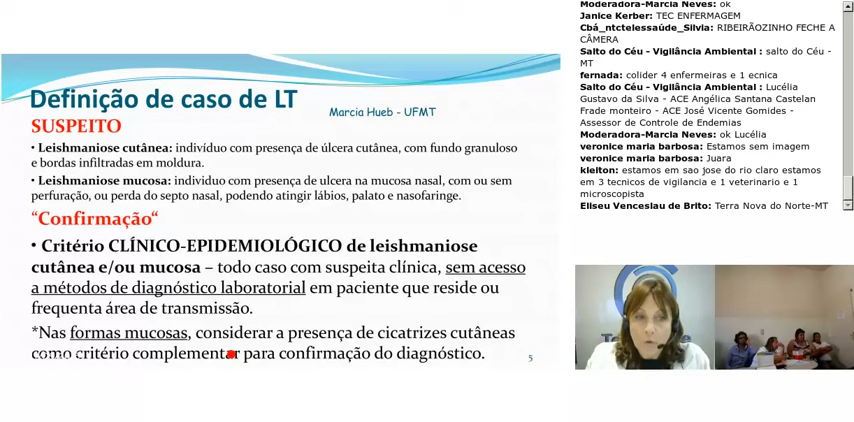 Definição de caso de LT
Marcia Hueb - UFMT
SUSPEITO
• Leishmaniose cutânea: indivíduo com presença de úlcera cutânea, com fundo granuloso
e bordas infiltradas em moldura.
• Leishmaniose mucosa: individuo com presença de ulcera na mucosa nasal, com ou sem
perfuração, ou perda do septo nasal, podendo atingir lábios, palato e nasofaringe.
“Confirmação“
• Critério CLÍNICO-EPIDEMIOLÓGICO de leishmaniose
cutânea e/ou mucosa – todo caso com suspeita clínica, sem acesso
a métodos de diagnóstico laboratorial em paciente que reside ou
frequenta área de transmissão.
*Nas formas mucosas, considerar a presença de cicatrizes cutâneas
como critério complementar para confirmação do diagnóstico.
5
Moderadora-Marcia Neves: ok
Janice Kerber: TEC ENFERMAGEM
Cbá_ntctelessaúde_Silvia: RIBEIRÃOZINHO FECHE A
CÂMERA
Salto do Céu - Vigilância Ambiental : salto do Céu -
MT
fernada: colider 4 enfermeiras e 1 ecnica
Salto do Céu - Vigilância Ambiental : Lucélia
Gustavo da Silva - ACE Angélica Santana Castelan
Frade monteiro - ACE José Vicente Gomides -
Assessor de Controle de Endemias
Moderadora-Marcia Neves: ok Lucélia
veronice maria barbosa: Estamos sem imagem
veronice maria barbosa: Juara
kleiton: estamos em sao jose do rio claro estamos
em 3 tecnicos de vigilancia e 1 veterinario e 1
microscopista
Eliseu Venceslau de Brito: Terra Nova do Norte-MT